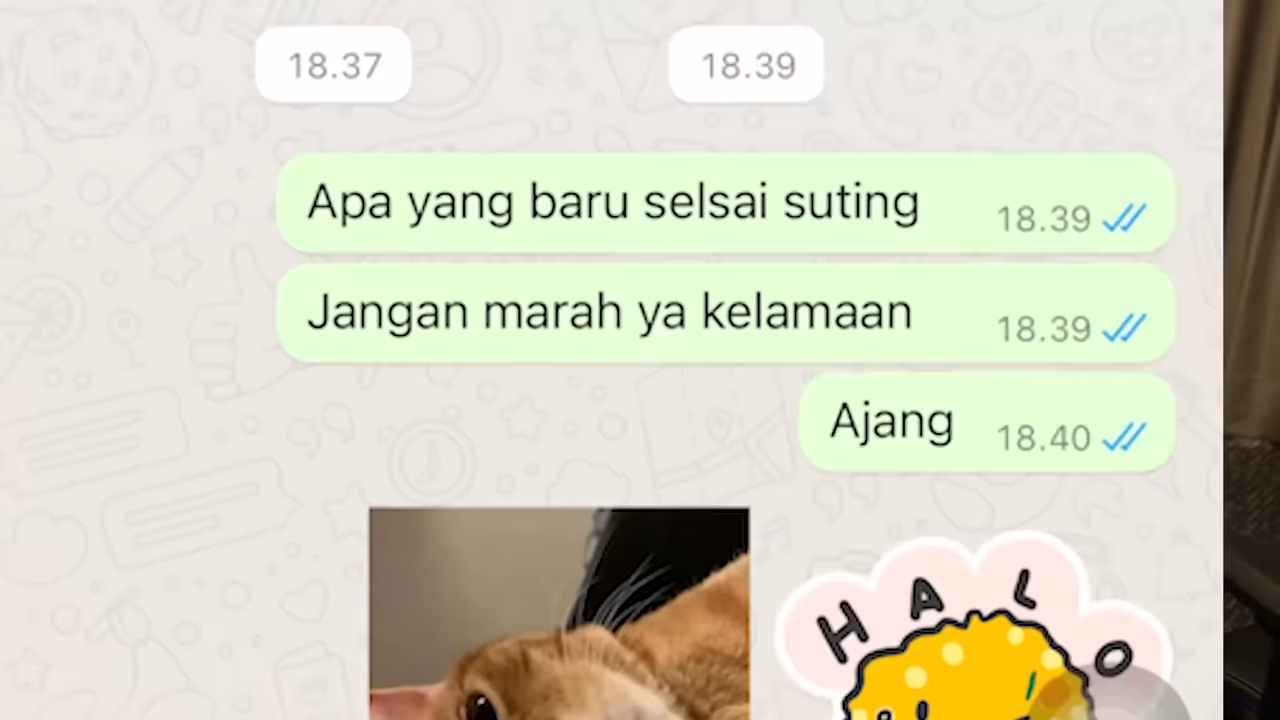 18.37
18.39
Apa yang baru selsai suting 18.39
Jangan marah ya kelamaan 18.39
Ajang 18.40
HALO